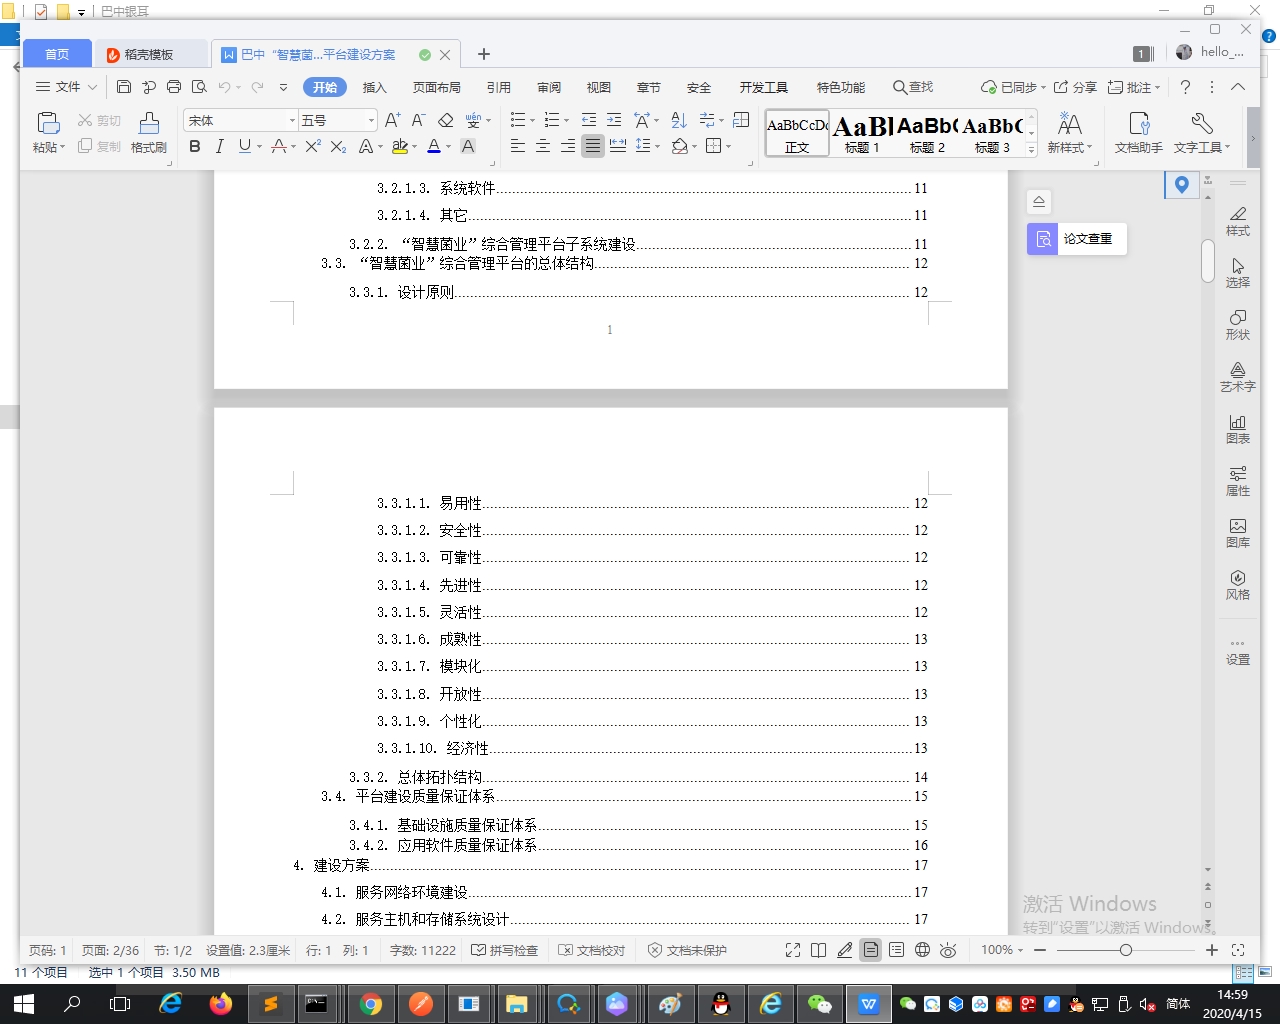 巴中银耳
首页 稻壳模板 巴中“智慧菌...平台建设方案 1 hello_...
文件 开始 插入 页面布局 引用 审阅 视图 章节 安全 开发工具 特色功能 查找 已同步 分享 批注
剪切 宋体 五号 AaBbCcDd AaBl AaBb( AaBb(
粘贴 复制 格式刷 B I U 正文 标题 1 标题 2 标题 3 新样式 文档助手 文字工具
3.2.1.3. 系统软件 11
3.2.1.4. 其它 11
3.2.2. “智慧菌业”综合管理平台子系统建设 11
3.3. “智慧菌业”综合管理平台的总体结构 12
3.3.1. 设计原则 12
1
论文查重
3.3.1.1. 易用性 12
3.3.1.2. 安全性 12
3.3.1.3. 可靠性 12
3.3.1.4. 先进性 12
3.3.1.5. 灵活性 12
3.3.1.6. 成熟性 13
3.3.1.7. 模块化 13
3.3.1.8. 开放性 13
3.3.1.9. 个性化 13
3.3.1.10. 经济性 13
3.3.2. 总体拓扑结构 14
3.4. 平台建设质量保证体系 15
3.4.1. 基础设施质量保证体系 15
3.4.2. 应用软件质量保证体系 16
4. 建设方案 17
4.1. 服务网络环境建设 17
4.2. 服务主机和存储系统设计 17
样式
选择
形状
艺术字
图表
属性
图库
风格
设置
激活 Windows
转到“设置”以激活 Windows。
页码: 1 页面: 2/36 节: 1/2 设置值: 2.3厘米 行: 1 列: 1 字数: 11222 拼写检查 文档校对 文档未保护 100%
11 个项目 选中 1 个项目 3.50 MB
简体 14:59
2020/4/15